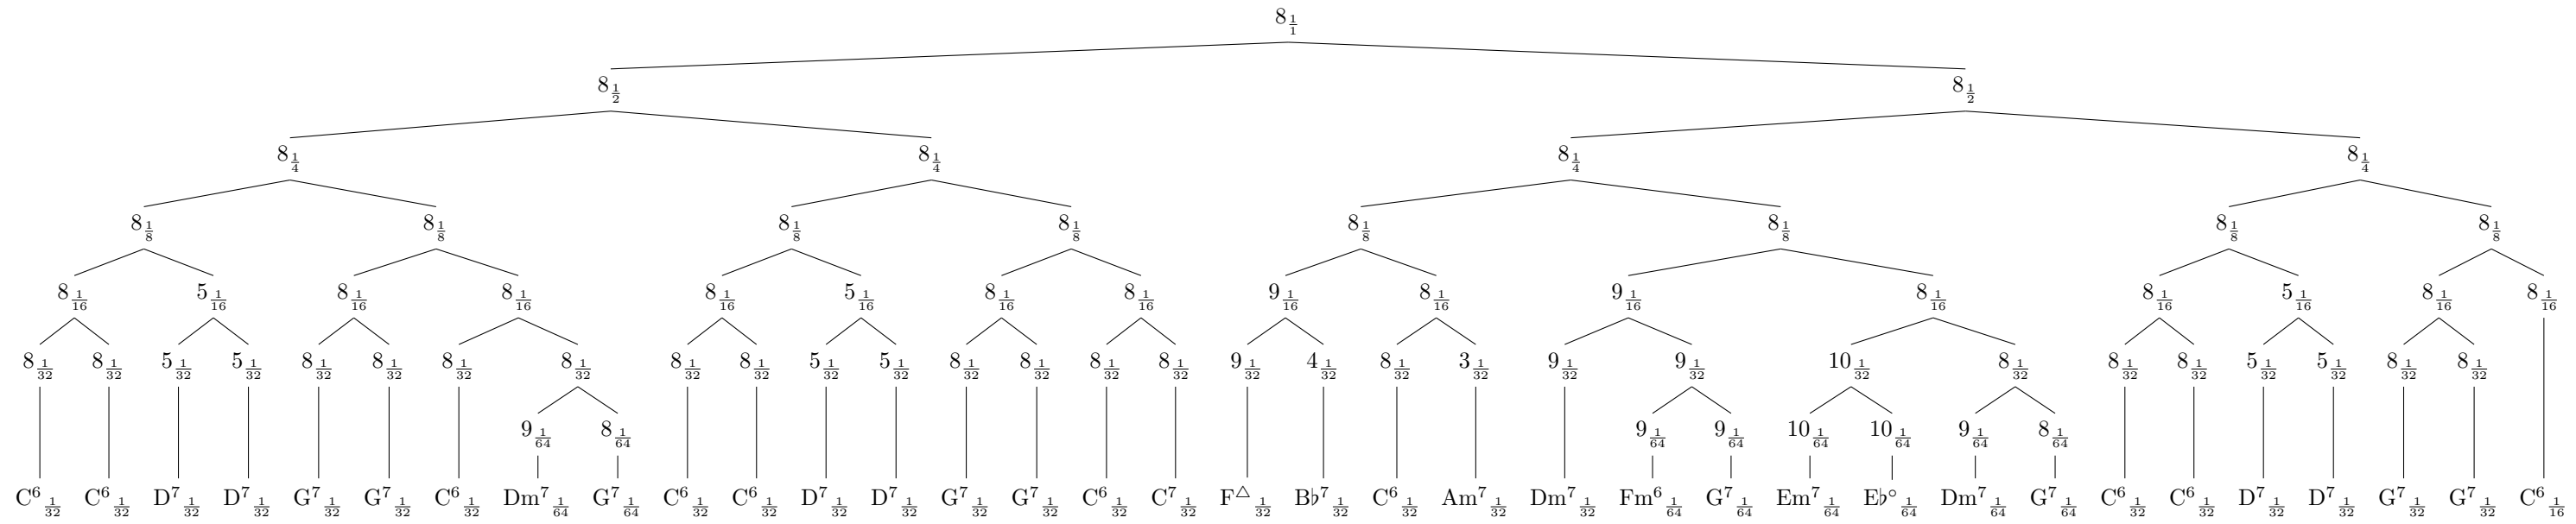 8 1/1
8 1/2 8 1/2
8 1/4 8 1/4 8 1/4 8 1/4
8 1/8 8 1/8 8 1/8 8 1/8 8 1/8 8 1/8 8 1/8 8 1/8
8 1/16 5 1/16 8 1/16 8 1/16 8 1/16 5 1/16 8 1/16 8 1/16 9 1/16 8 1/16 9 1/16 8 1/16 8 1/16 5 1/16 8 1/16 8 1/16
8 1/32 8 1/32 5 1/32 5 1/32 8 1/32 8 1/32 8 1/32 8 1/32 8 1/32 8 1/32 5 1/32 5 1/32 8 1/32 8 1/32 8 1/32 8 1/32 9 1/32 4 1/32 8 1/32 3 1/32 9 1/32 9 1/32 10 1/32 8 1/32 8 1/32 8 1/32 5 1/32 5 1/32 8 1/32 8 1/32
9 1/64 8 1/64 9 1/64 9 1/64 10 1/64 10 1/64 9 1/64 8 1/64
C⁶ 1/32 C⁶ 1/32 D⁷ 1/32 D⁷ 1/32 G⁷ 1/32 G⁷ 1/32 C⁶ 1/32 Dm⁷ 1/64 G⁷ 1/64 C⁶ 1/32 C⁶ 1/32 D⁷ 1/32 D⁷ 1/32 G⁷ 1/32 G⁷ 1/32 C⁶ 1/32 C⁷ 1/32 F△ 1/32 B♭⁷ 1/32 C⁶ 1/32 Am⁷ 1/32 Dm⁷ 1/32 Fm⁶ 1/64 G⁷ 1/64 Em⁷ 1/64 E♭° 1/64 Dm⁷ 1/64 G⁷ 1/64 C⁶ 1/32 C⁶ 1/32 D⁷ 1/32 D⁷ 1/32 G⁷ 1/32 G⁷ 1/32 C⁶ 1/16